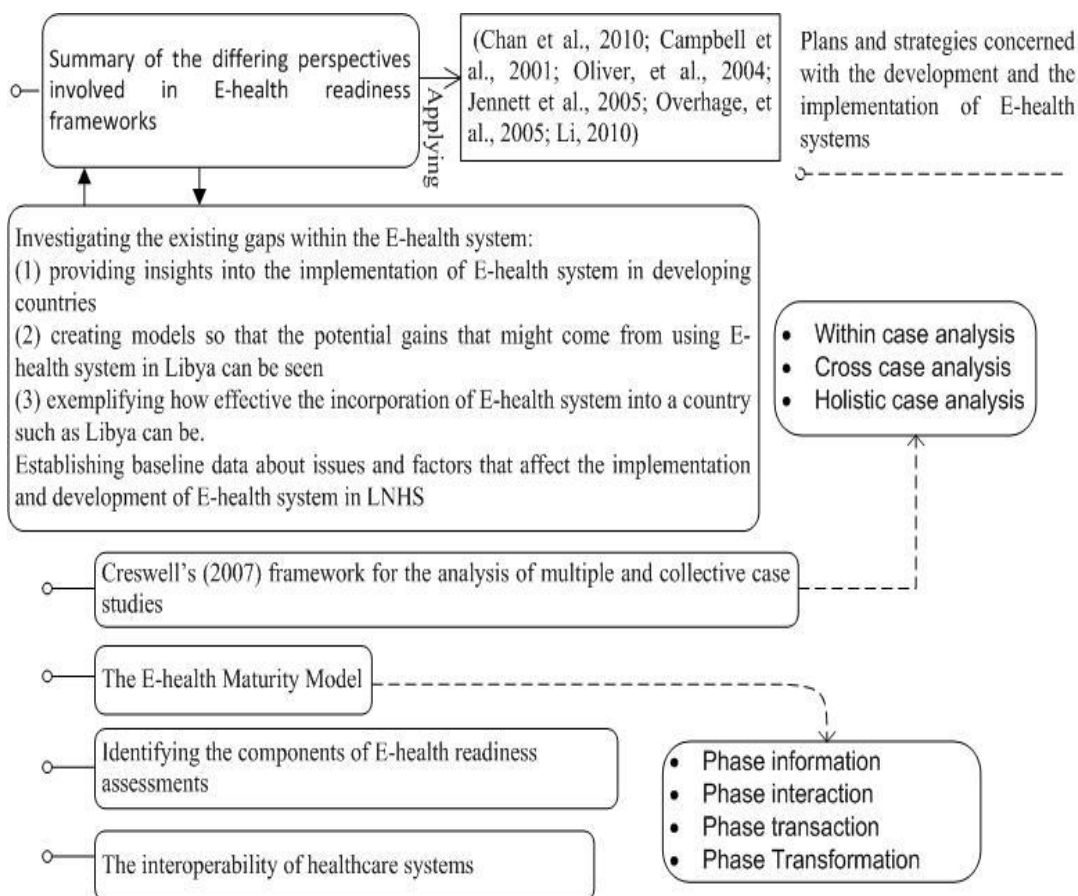 Summary of the differing perspectives
involved in E-health readiness
frameworks
Applying
(Chan et al., 2010; Campbell et
al., 2001; Oliver, et al., 2004;
Jennett et al., 2005; Overhage, et
al., 2005; Li, 2010)
Plans and strategies concerned
with the development and the
implementation of E-health
systems
Investigating the existing gaps within the E-health system:
(1) providing insights into the implementation of E-health system in developing
countries
(2) creating models so that the potential gains that might come from using E-
health system in Libya can be seen
(3) exemplifying how effective the incorporation of E-health system into a country
such as Libya can be.
Establishing baseline data about issues and factors that affect the implementation
and development of E-health system in LNHS
• Within case analysis
• Cross case analysis
• Holistic case analysis
Creswell's (2007) framework for the analysis of multiple and collective case
studies
The E-health Maturity Model
Identifying the components of E-health readiness
assessments
The interoperability of healthcare systems
• Phase information
• Phase interaction
• Phase transaction
• Phase Transformation